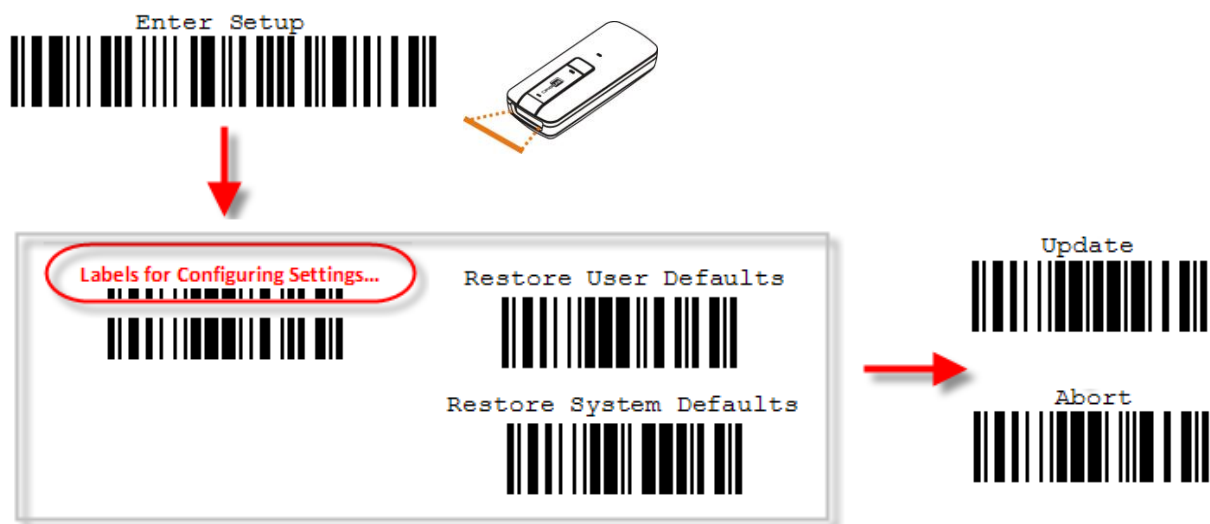 Enter Setup
Labels for Configuring Settings...
Restore User Defaults
Restore System Defaults
Update
Abort